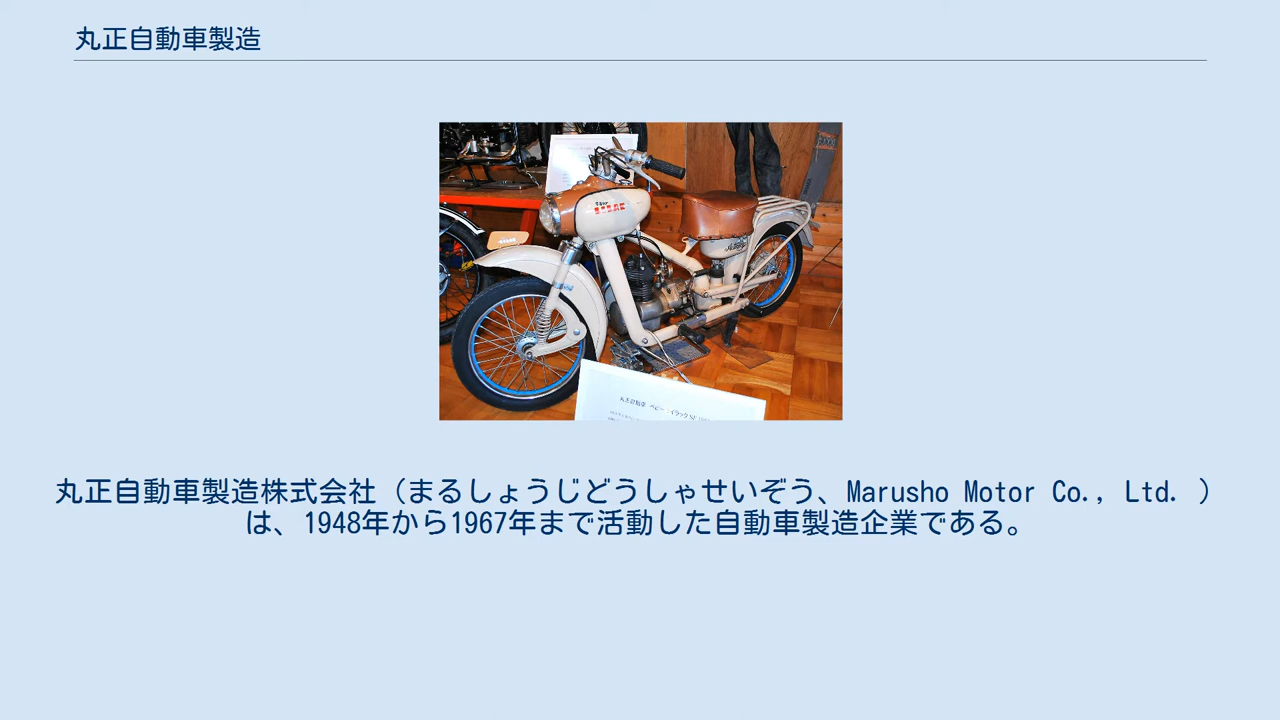 丸正自動車製造
LILAC
丸正自動車製造株式会社（まるしょうじどうしゃせいぞう、Marusho Motor Co., Ltd. ）
は、1948年から1967年まで活動した自動車製造企業である。